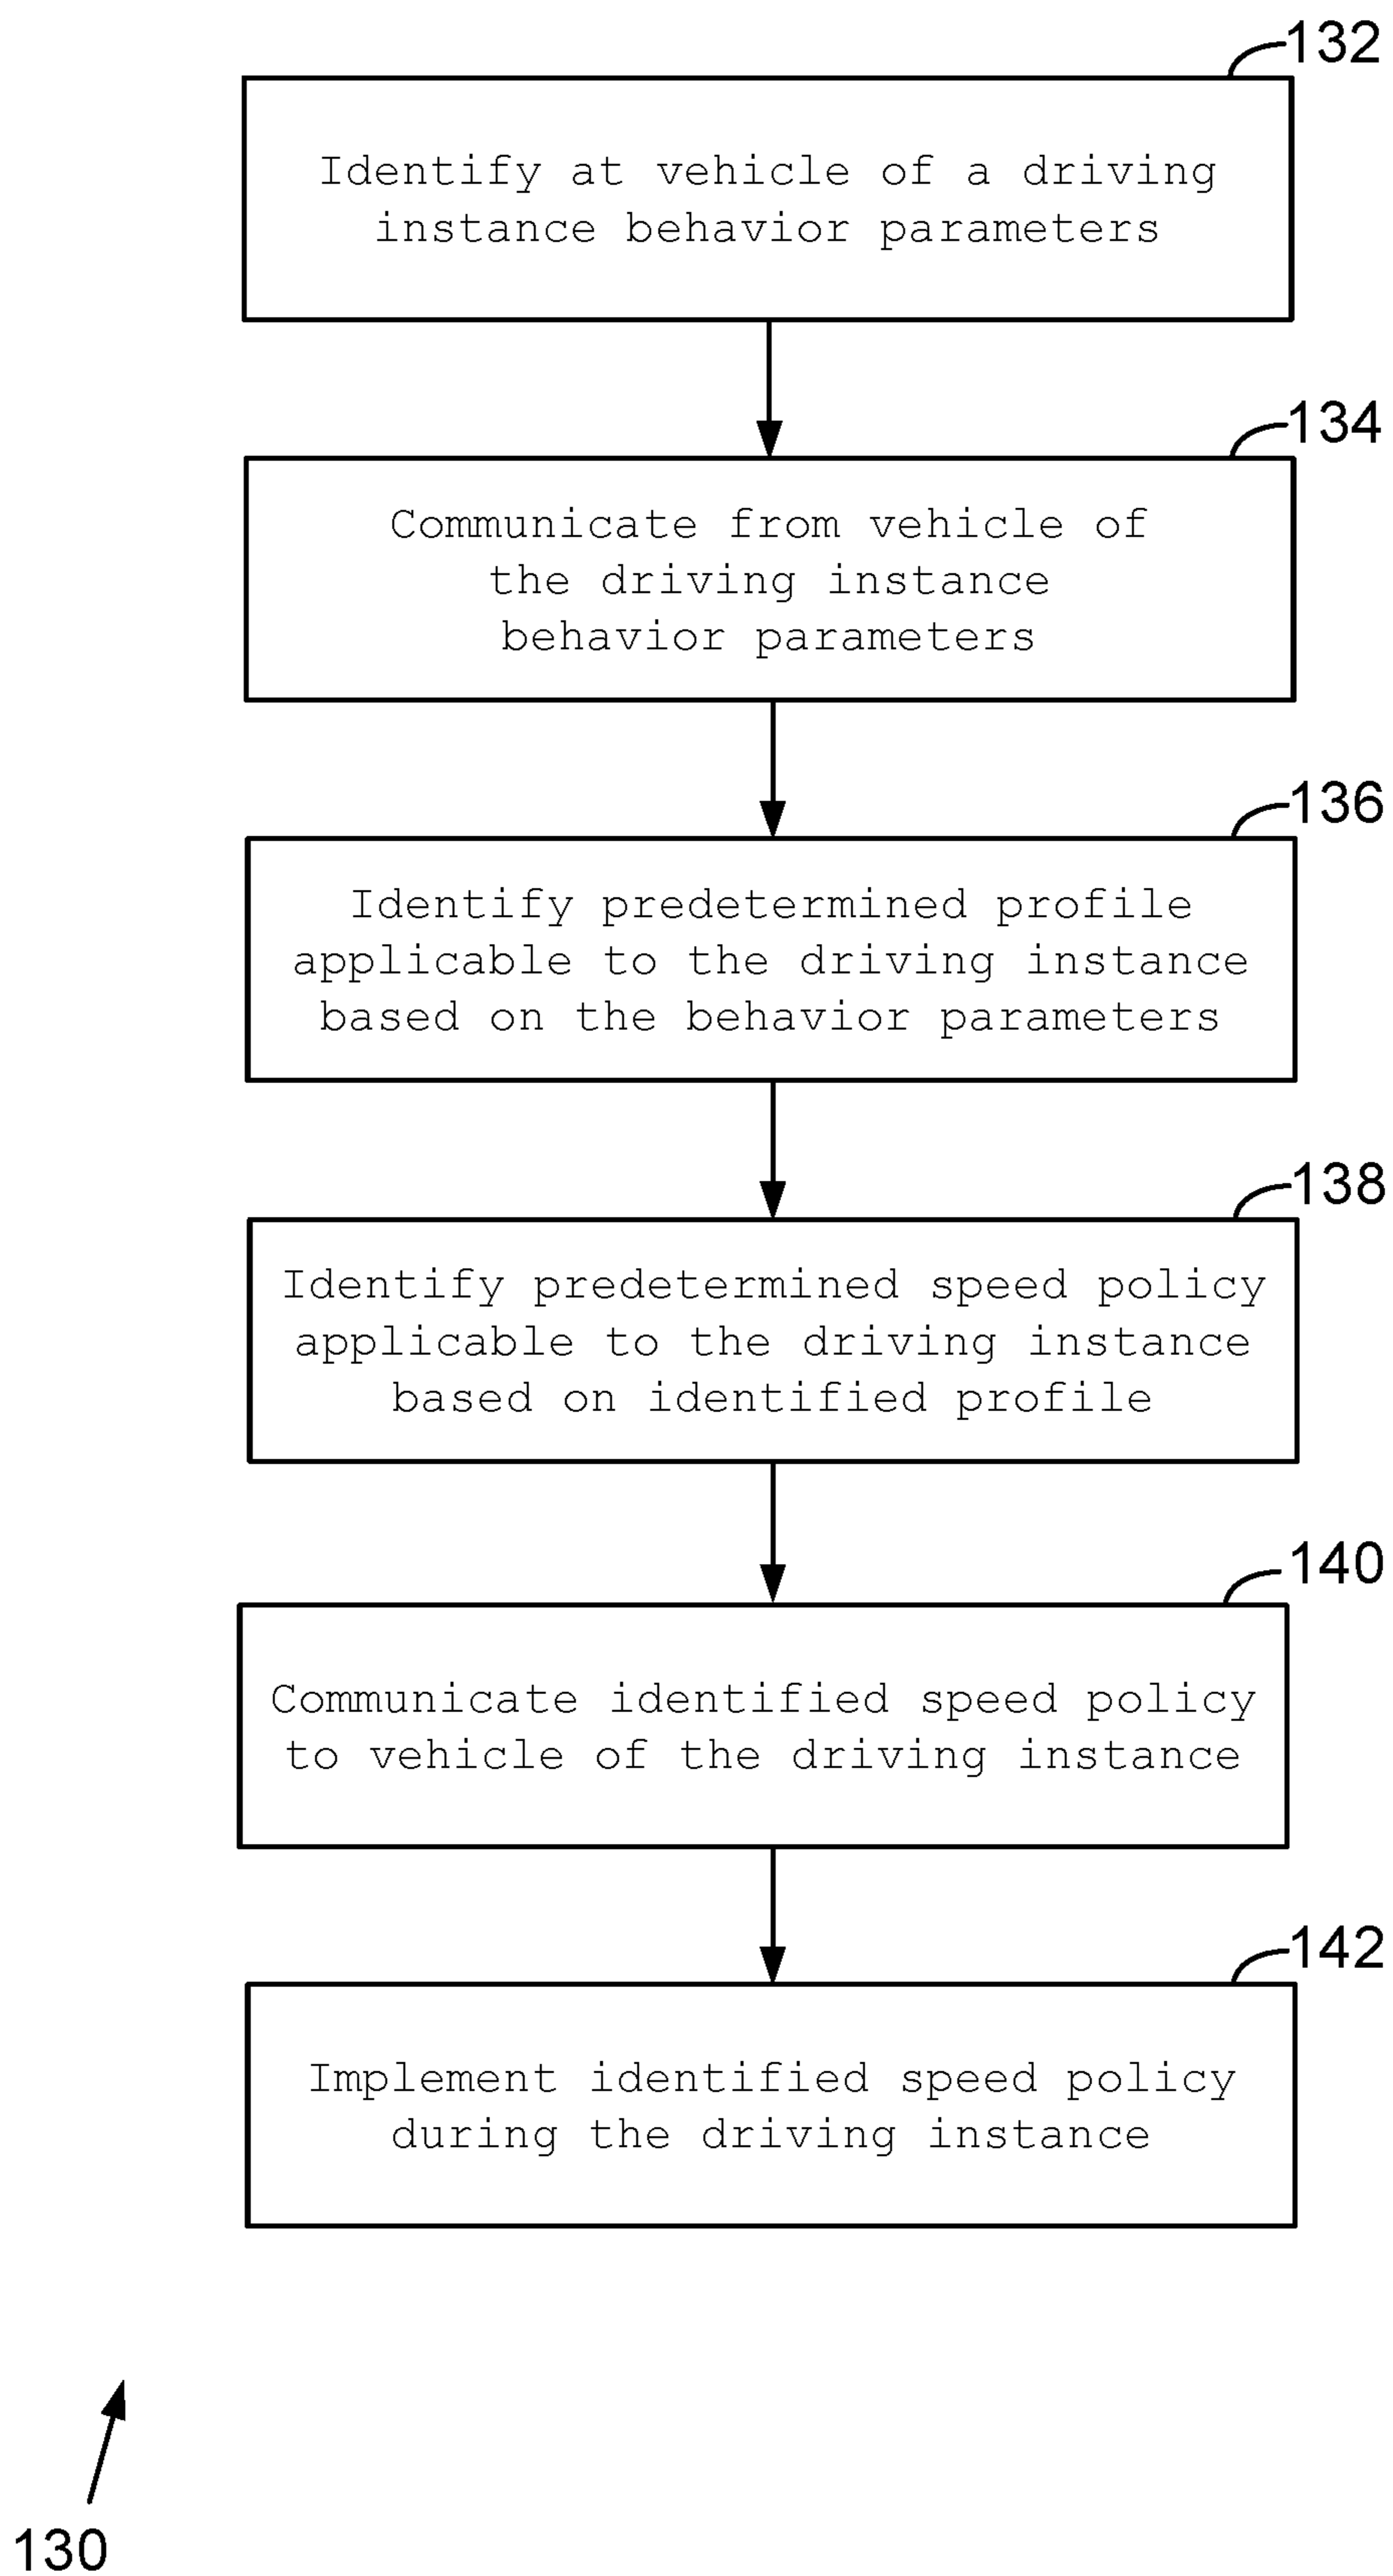 132
Identify at vehicle of a driving
instance behavior parameters
134
Communicate from vehicle of
the driving instance
behavior parameters
136
Identify predetermined profile
applicable to the driving instance
based on the behavior parameters
138
Identify predetermined speed policy
applicable to the driving instance
based on identified profile
140
Communicate identified speed policy
to vehicle of the driving instance
142
Implement identified speed policy
during the driving instance
130